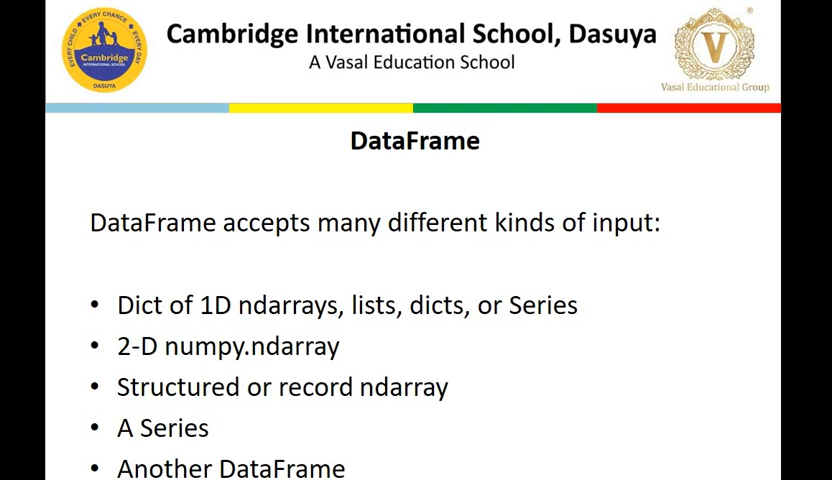 EVERY CHILD ★ EVERY CHANCE ★ EVERY DAY
Cambridge
INTERNATIONAL SCHOOL
DASUYA
Cambridge International School, Dasuya
A Vasal Education School
V
®
Vasal Educational Group
DataFrame
DataFrame accepts many different kinds of input:
• Dict of 1D ndarrays, lists, dicts, or Series
• 2-D numpy.ndarray
• Structured or record ndarray
• A Series
• Another DataFrame